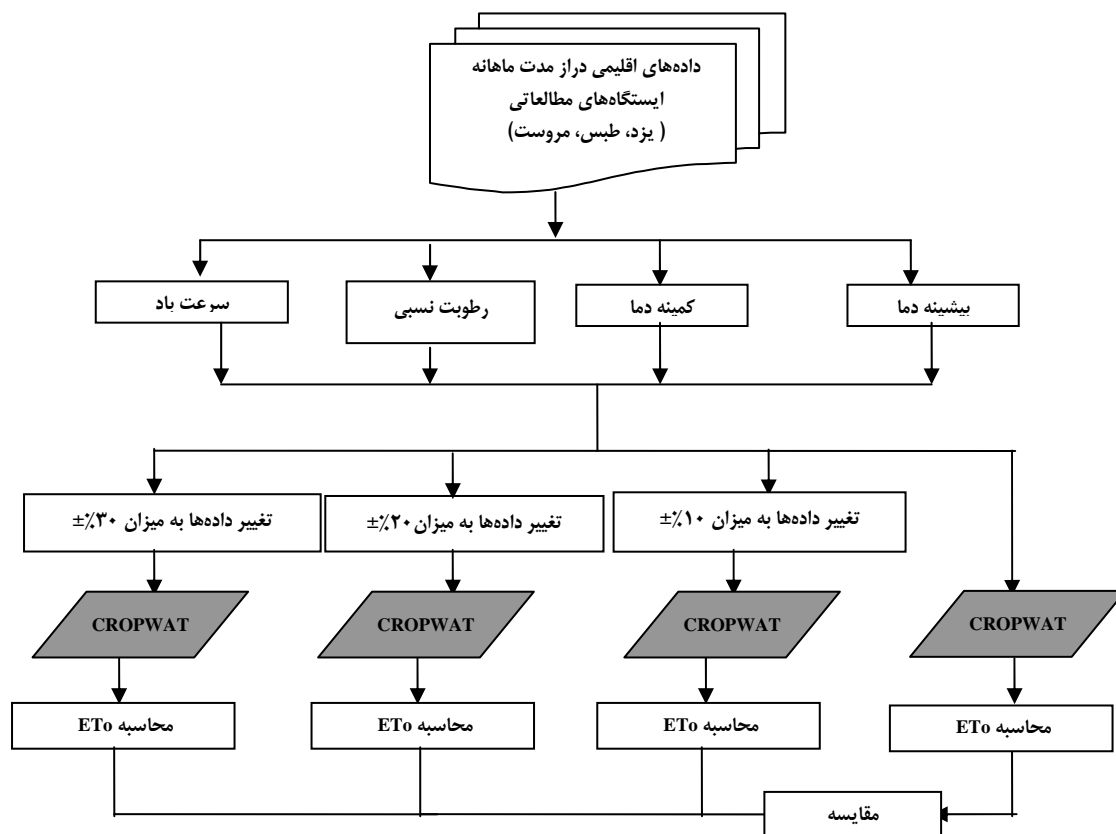 داده‌های اقلیمی دراز مدت ماهانه
ایستگاه‌های مطالعاتی
( یزد، طبس، مروست)
بیشینه دما
کمینه دما
رطوبت نسبی
سرعت باد
تغییر داده‌ها به میزان ۱۰٪±
تغییر داده‌ها به میزان ۲۰٪±
تغییر داده‌ها به میزان ۳۰٪±
CROPWAT
CROPWAT
CROPWAT
CROPWAT
محاسبه ETo
محاسبه ETo
محاسبه ETo
محاسبه ETo
مقایسه